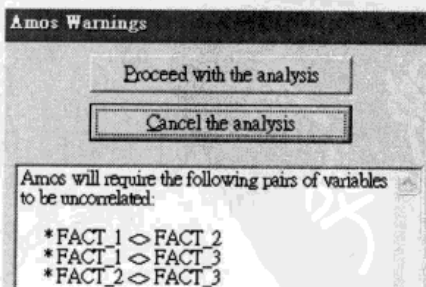 Amos Warnings
Proceed with the analysis
Cancel the analysis
Amos will require the following pairs of variables
to be uncorrelated:
* FACT_1 <> FACT_2
* FACT_1 <> FACT_3
* FACT_2 <> FACT_3